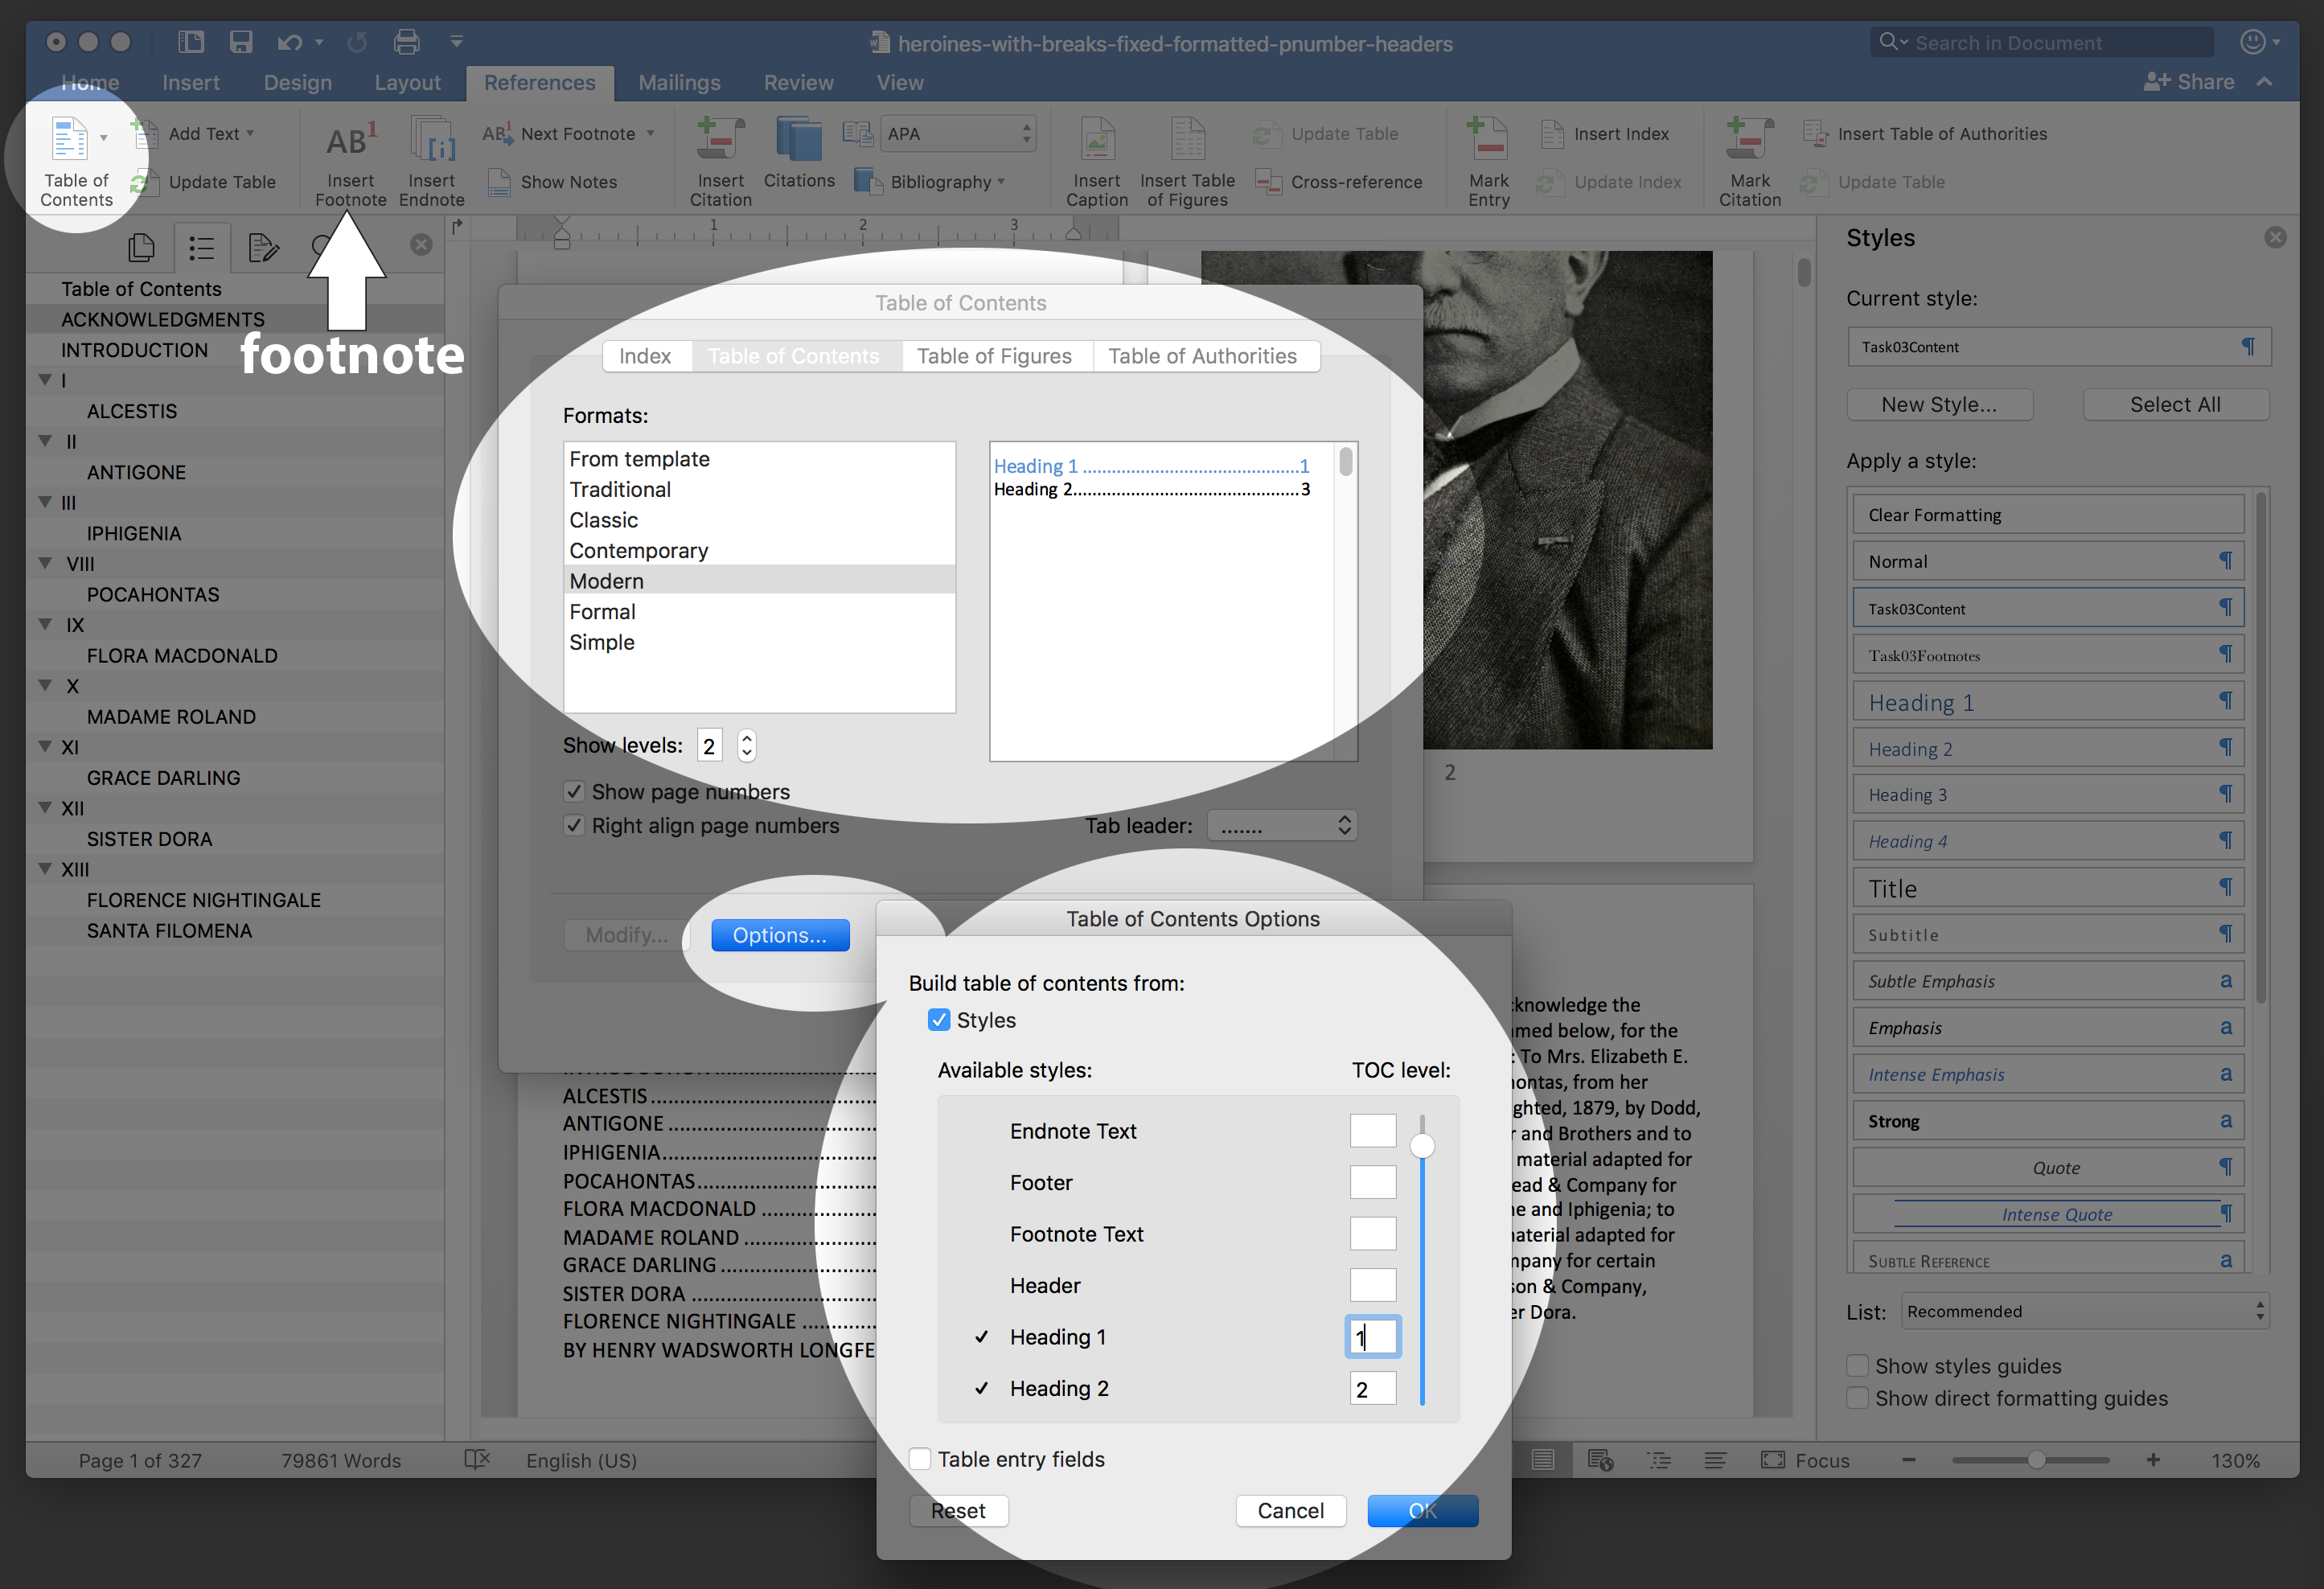 heroines-with-breaks-fixed-formatted-pnumber-headers
Search in Document
Home Insert Design Layout References Mailings Review View
Share
Table of Contents
Add Text
Update Table
AB1
Insert Footnote
[i]
Insert Endnote
AB1 Next Footnote
Show Notes
Insert Citation
Citations
APA
Bibliography
Insert Caption
Insert Table of Figures
Update Table
Cross-reference
Mark Entry
Insert Index
Update Index
Mark Citation
Insert Table of Authorities
Update Table
footnote
Table of Contents
ACKNOWLEDGMENTS
INTRODUCTION
I
ALCESTIS
II
ANTIGONE
III
IPHIGENIA
VIII
POCAHONTAS
IX
FLORA MACDONALD
X
MADAME ROLAND
XI
GRACE DARLING
XII
SISTER DORA
XIII
FLORENCE NIGHTINGALE
SANTA FILOMENA
1 2 3
Table of Contents
Index Table of Contents Table of Figures Table of Authorities
Formats:
From template
Traditional
Classic
Contemporary
Modern
Formal
Simple
Heading 1 ............................................1
Heading 2...............................................3
Show levels: 2
Show page numbers
Right align page numbers
Tab leader: .......
Modify... Options...
2
ALCESTIS
ANTIGONE
IPHIGENIA
POCAHONTAS
FLORA MACDONALD
MADAME ROLAND
GRACE DARLING
SISTER DORA
FLORENCE NIGHTINGALE
BY HENRY WADSWORTH LONGFE
Table of Contents Options
Build table of contents from:
Styles
Available styles: TOC level:
Endnote Text
Footer
Footnote Text
Header
Heading 1 1
Heading 2 2
Table entry fields
Reset Cancel OK
cknowledge the
med below, for the
: To Mrs. Elizabeth E.
ontas, from her
ghted, 1879, by Dodd,
r and Brothers and to
material adapted for
ead & Company for
ne and Iphigenia; to
aterial adapted for
mpany for certain
son & Company,
er Dora.
Styles
Current style:
Task03Content
New Style... Select All
Apply a style:
Clear Formatting
Normal
Task03Content
Task03Footnotes
Heading 1
Heading 2
Heading 3
Heading 4
Title
Subtitle
Subtle Emphasis a
Emphasis a
Intense Emphasis a
Strong a
Quote
Intense Quote
SUBTLE REFERENCE a
List: Recommended
Show styles guides
Show direct formatting guides
Page 1 of 327 79861 Words English (US) Focus 130%